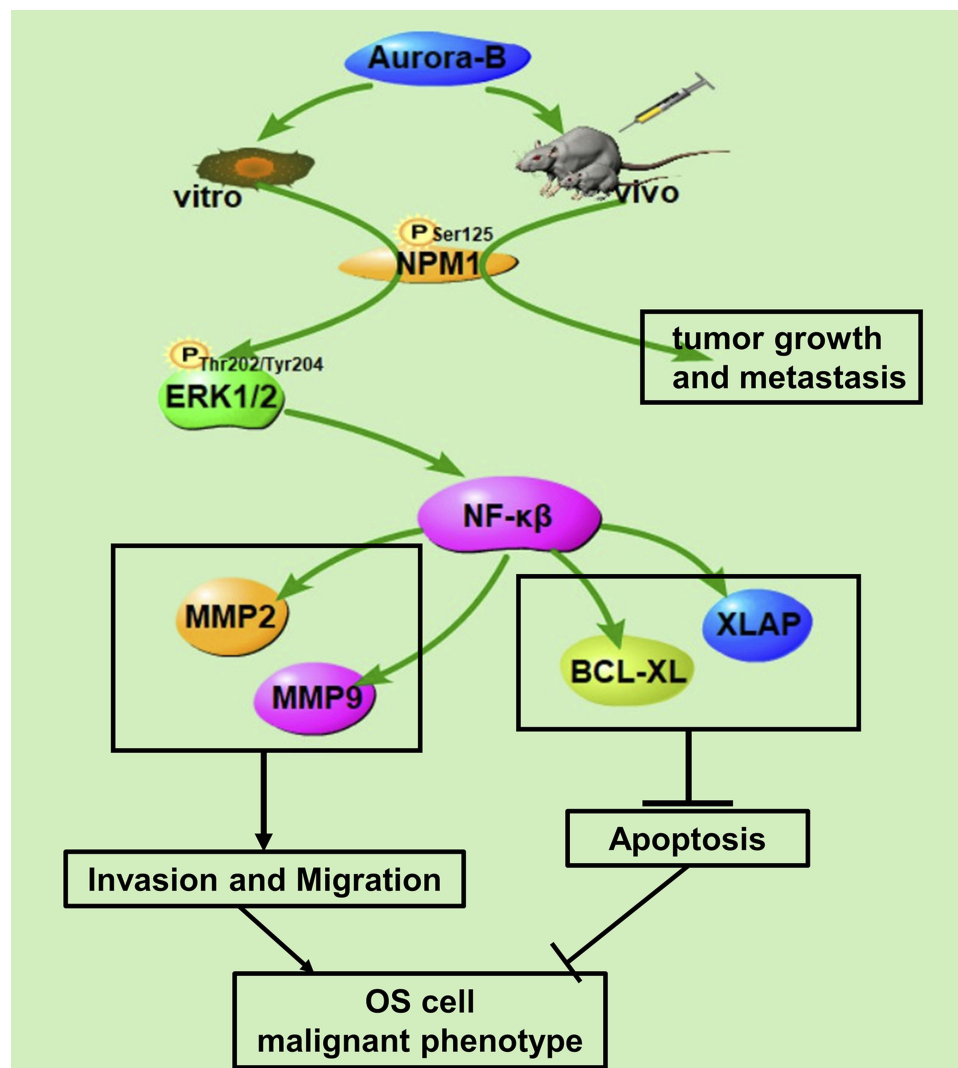 Aurora-B
vitro
vivo
P
Ser125
NPM1
tumor growth
and metastasis
P
Thr202/Tyr204
ERK1/2
NF-κβ
MMP2
XLAP
BCL-XL
MMP9
Apoptosis
Invasion and Migration
OS cell
malignant phenotype